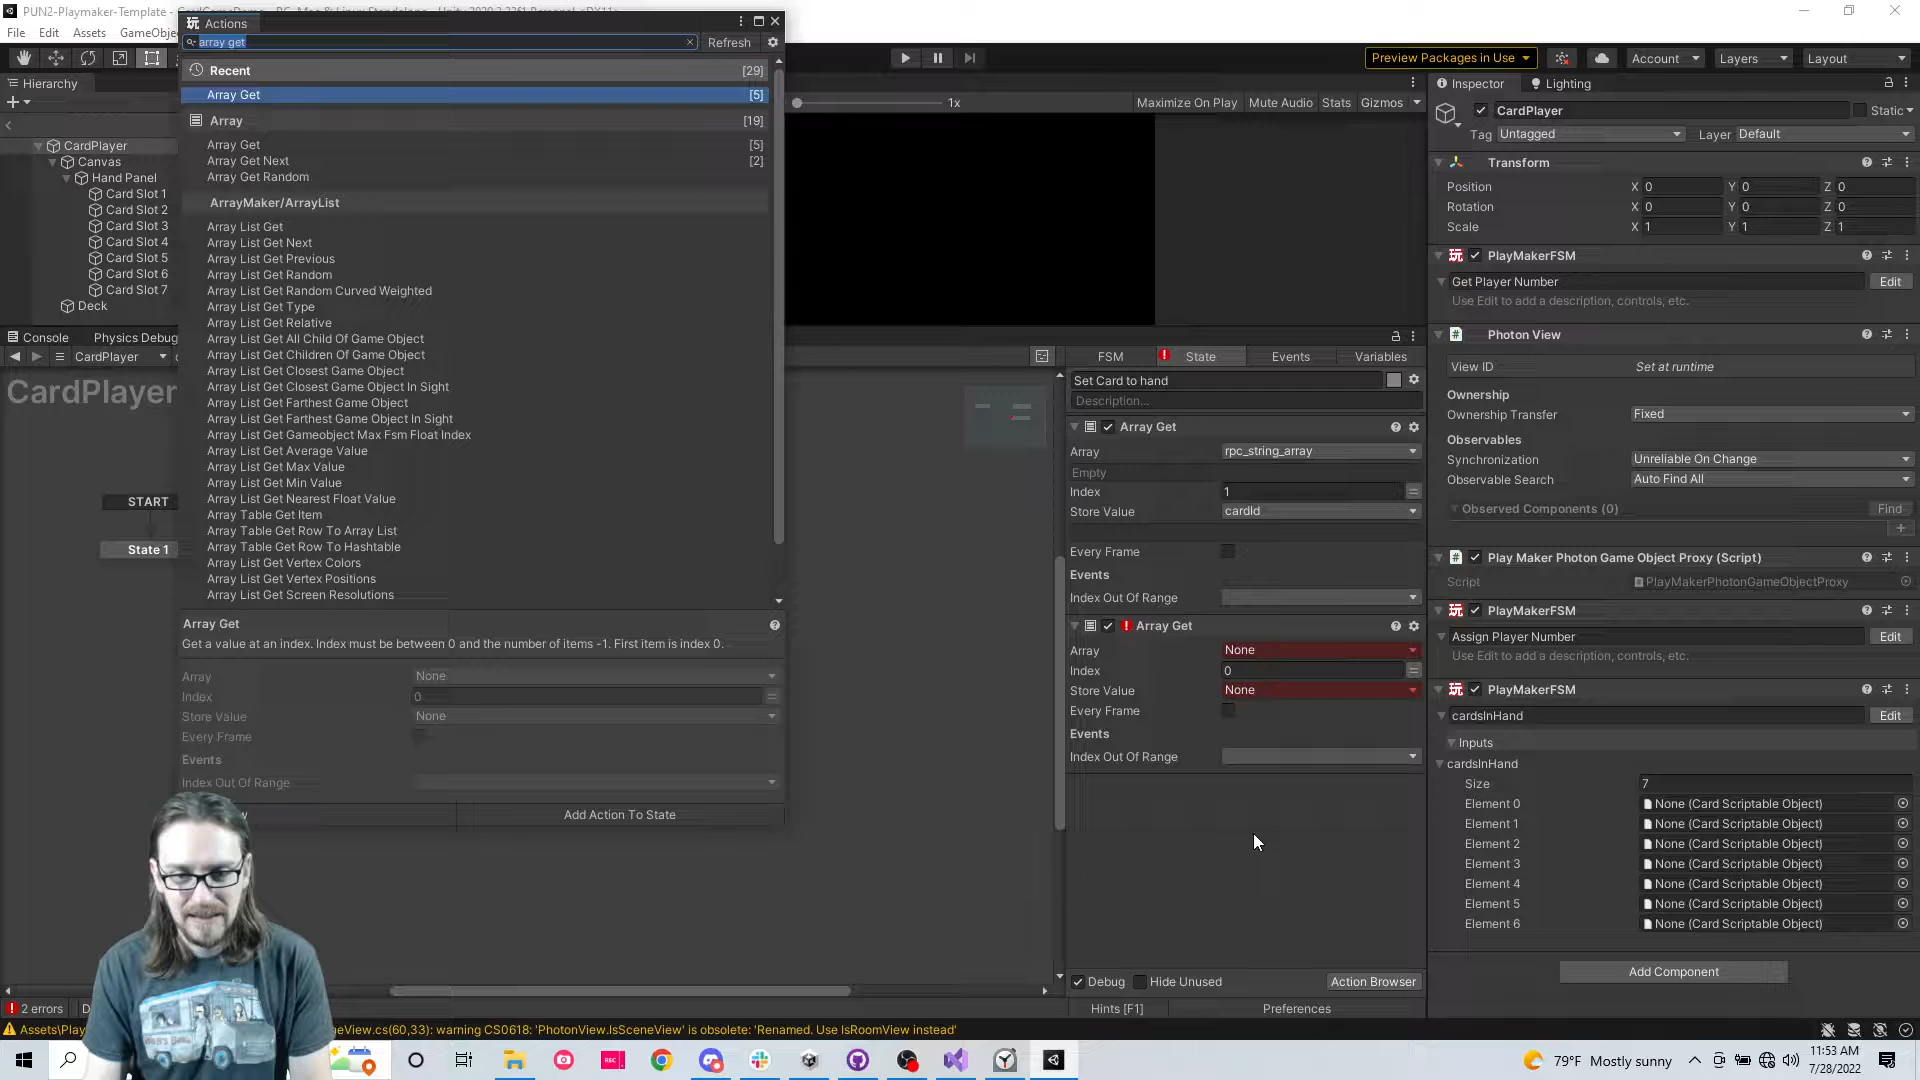 PUN2-Playmaker-Template -
Actions
File Edit Assets
array get
Refresh
Preview Packages in Use
Account
Layers
Layout
Hierarchy
Recent [29]
Array Get [5]
Array [19]
Array Get [5]
Array Get Next [2]
Array Get Random
ArrayMaker/ArrayList
Array List Get
Array List Get Next
Array List Get Previous
Array List Get Random
Array List Get Random Curved Weighted
Array List Get Type
Array List Get Relative
Array List Get All Child Of Game Object
Array List Get Children Of Game Object
Array List Get Closest Game Object
Array List Get Closest Game Object In Sight
Array List Get Farthest Game Object
Array List Get Farthest Game Object In Sight
Array List Get Gameobject Max Fsm Float Index
Array List Get Average Value
Array List Get Max Value
Array List Get Min Value
Array List Get Nearest Float Value
Array Table Get Item
Array Table Get Row To Array List
Array Table Get Row To Hashtable
Array List Get Vertex Colors
Array List Get Vertex Positions
Array List Get Screen Resolutions
Array Get
Get a value at an index. Index must be between 0 and the number of items -1. First item is index 0.
Array None
Index 0
Store Value None
Every Frame
Events
Index Out Of Range
Add Action To State
CardPlayer
Canvas
Hand Panel
Card Slot 1
Card Slot 2
Card Slot 3
Card Slot 4
Card Slot 5
Card Slot 6
Card Slot 7
Deck
Console Physics Debug
CardPlayer
CardPlayer
START
State 1
1x
Maximize On Play Mute Audio Stats Gizmos
FSM State Events Variables
Set Card to hand
Description...
Array Get
Array rpc_string_array
Empty
Index 1
Store Value cardId
Every Frame
Events
Index Out Of Range
Array Get
Array None
Index 0
Store Value None
Every Frame
Events
Index Out Of Range
Debug Hide Unused Action Browser
Hints [F1] Preferences
Inspector Lighting
CardPlayer Static
Tag Untagged Layer Default
Transform
Position X 0 Y 0 Z 0
Rotation X 0 Y 0 Z 0
Scale X 1 Y 1 Z 1
PlayMakerFSM
Get Player Number Edit
Use Edit to add a description, controls, etc.
Photon View
View ID Set at runtime
Ownership
Ownership Transfer Fixed
Observables
Synchronization Unreliable On Change
Observable Search Auto Find All
Observed Components (0) Find
Play Maker Photon Game Object Proxy (Script)
Script PlayMakerPhotonGameObjectProxy
PlayMakerFSM
Assign Player Number Edit
Use Edit to add a description, controls, etc.
PlayMakerFSM
cardsInHand Edit
Inputs
cardsInHand
Size 7
Element 0 None (Card Scriptable Object)
Element 1 None (Card Scriptable Object)
Element 2 None (Card Scriptable Object)
Element 3 None (Card Scriptable Object)
Element 4 None (Card Scriptable Object)
Element 5 None (Card Scriptable Object)
Element 6 None (Card Scriptable Object)
Add Component
2 errors
Assets\Play geView.cs(60,33): warning CS0618: 'PhotonView.IsSceneView' is obsolete: 'Renamed. Use IsRoomView instead'
REC
79°F Mostly sunny
11:53 AM
7/28/2022